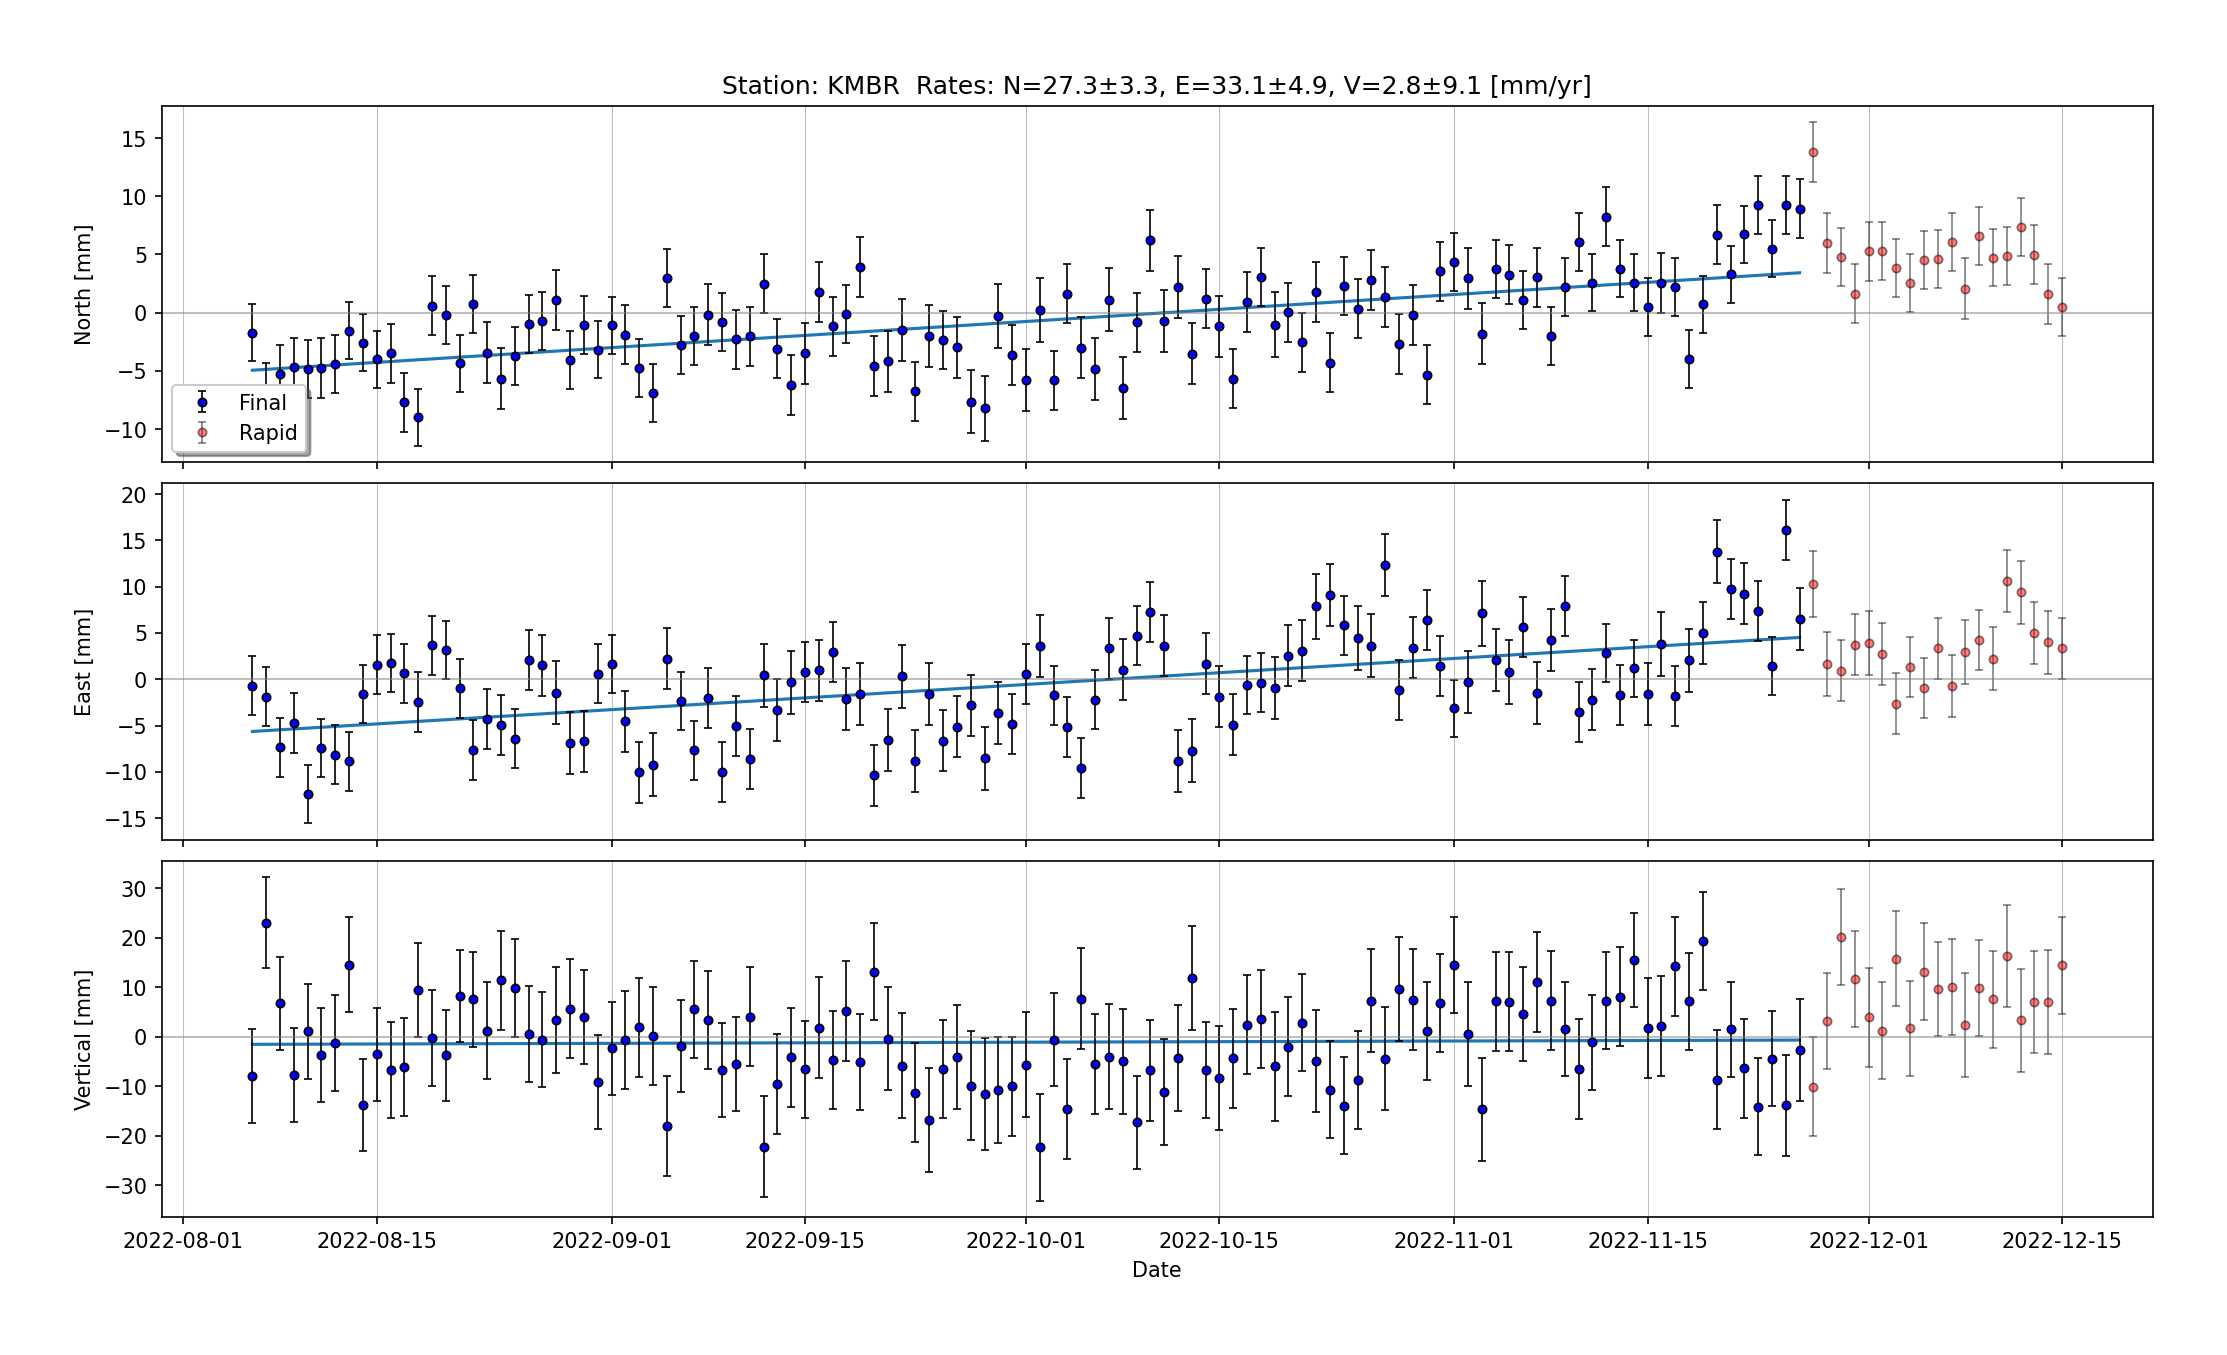 Station: KMBR  Rates: N=27.3±3.3, E=33.1±4.9, V=2.8±9.1 [mm/yr]
North [mm]
15
10
5
0
−5
−10
Final
Rapid
East [mm]
20
15
10
5
0
−5
−10
−15
Vertical [mm]
30
20
10
0
−10
−20
−30
2022-08-01 2022-08-15 2022-09-01 2022-09-15 2022-10-01 2022-10-15 2022-11-01 2022-11-15 2022-12-01 2022-12-15
Date